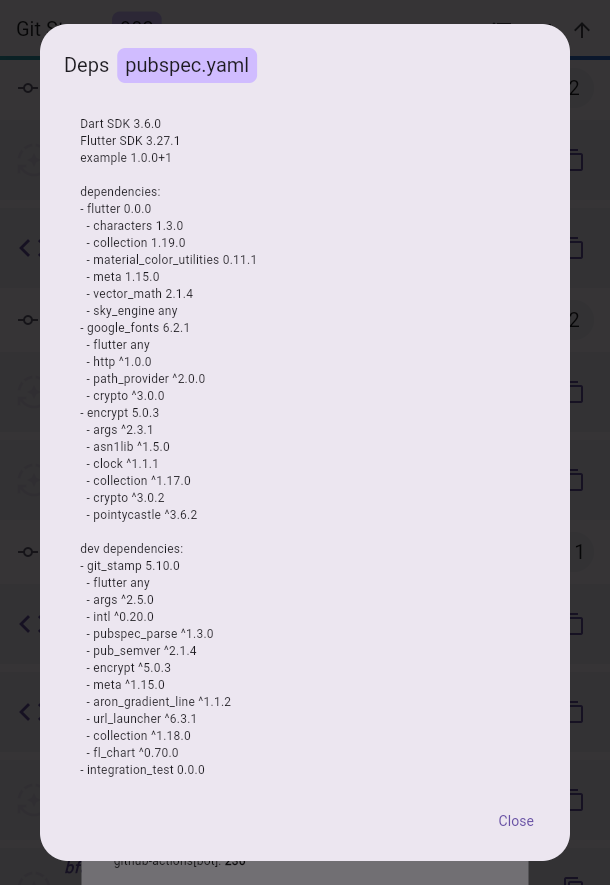 Git
Deps pubspec.yaml
2
Dart SDK 3.6.0
Flutter SDK 3.27.1
example 1.0.0+1
dependencies:
- flutter 0.0.0
- characters 1.3.0
- collection 1.19.0
- material_color_utilities 0.11.1
- meta 1.15.0
- vector_math 2.1.4
- sky_engine any
2
- google_fonts 6.2.1
- flutter any
- http ^1.0.0
- path_provider ^2.0.0
- crypto ^3.0.0
- encrypt 5.0.3
- args ^2.3.1
- asn1lib ^1.5.0
- clock ^1.1.1
- collection ^1.17.0
- crypto ^3.0.2
- pointycastle ^3.6.2
dev dependencies:
1
- git_stamp 5.10.0
- flutter any
- args ^2.5.0
- intl ^0.20.0
- pubspec_parse ^1.3.0
- pub_semver ^2.1.4
- encrypt ^5.0.3
- meta ^1.15.0
- aron_gradient_line ^1.1.2
- url_launcher ^6.3.1
- collection ^1.18.0
- fl_chart ^0.70.0
- integration_test 0.0.0
Close
github-actions[bot]: 230